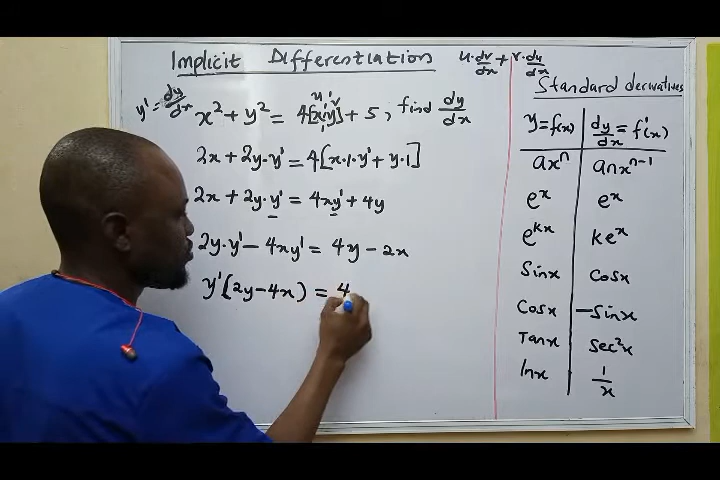 Implicit Differentiation
u·dv/dx + v·du/dx
y' = dy/dx
x² + y² = 4[xy] + 5, find dy/dx
2x + 2y·y' = 4[x·1·y' + y·1]
2x + 2y·y' = 4xy' + 4y
2y·y' - 4xy' = 4y - 2x
y'(2y-4x) = 4
Standard derivatives
y=f(x) dy/dx = f'(x)
axⁿ anxⁿ⁻¹
eˣ eˣ
eᵏˣ keˣ
Sinx cosx
Cosx -Sinx
Tanx sec²x
lnx 1/x